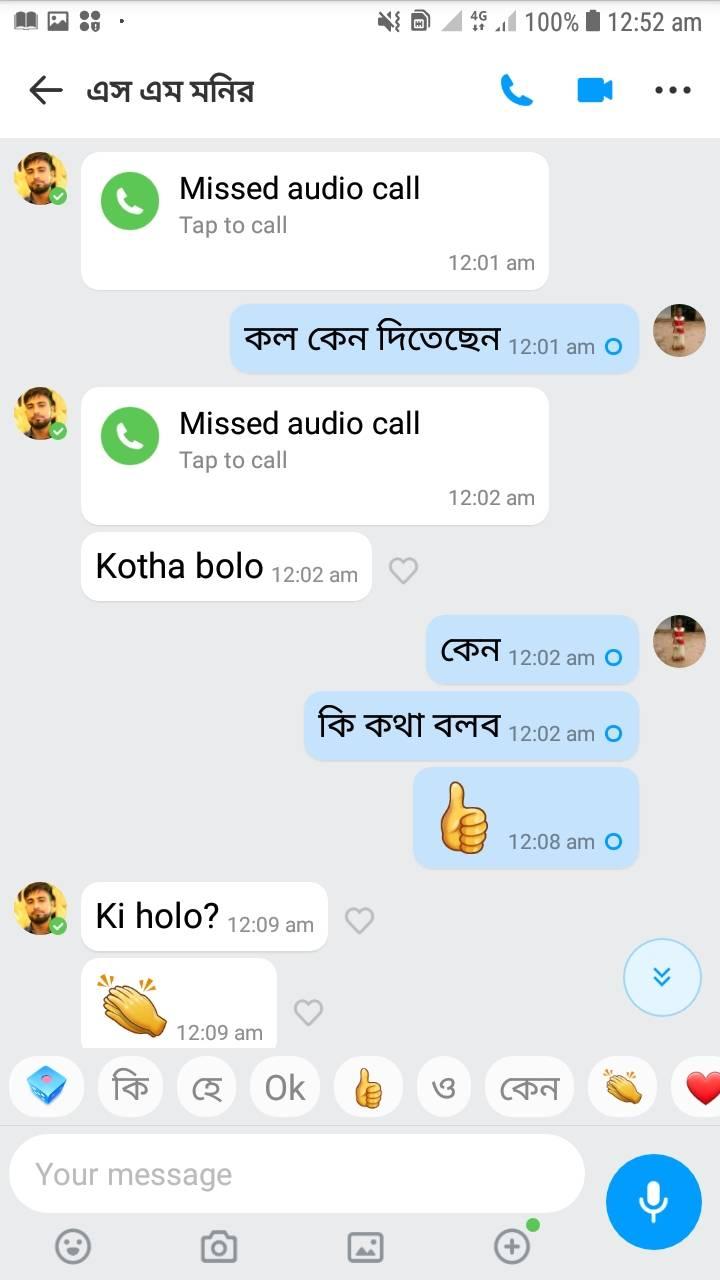 4G 100% 12:52 am
এস এম মনির
Missed audio call
Tap to call
12:01 am
কল কেন দিতেছেন 12:01 am
Missed audio call
Tap to call
12:02 am
Kotha bolo 12:02 am
কেন 12:02 am
কি কথা বলব 12:02 am
12:08 am
Ki holo? 12:09 am
12:09 am
কি হে Ok ও কেন
Your message